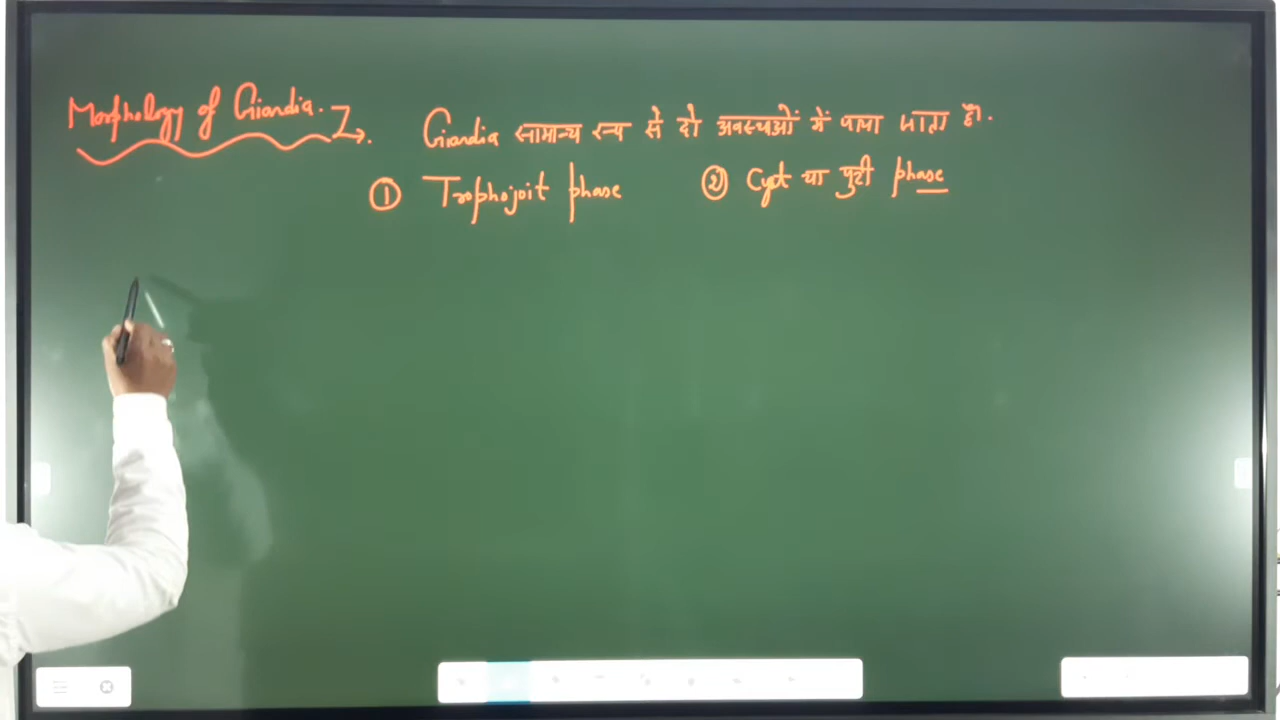 Morphology of Giardia.
Giardia सामान्य रूप से दो अवस्थाओं में पाया जाता है.
① Trophojoit phase ② Cyst या पुटी phase